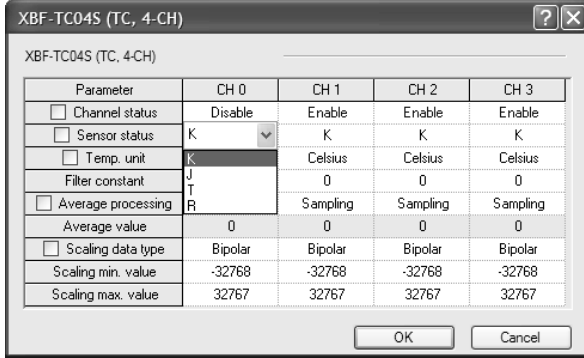 XBF-TC04S (TC, 4-CH)
XBF-TC04S (TC, 4-CH)
Parameter CH 0 CH 1 CH 2 CH 3
Channel status Disable Enable Enable Enable
Sensor status K K K K
Temp. unit K Celsius Celsius Celsius
J
Filter constant T 0 0 0
Average processing R Sampling Sampling Sampling
Average value 0 0 0 0
Scaling data type Bipolar Bipolar Bipolar Bipolar
Scaling min. value -32768 -32768 -32768 -32768
Scaling max. value 32767 32767 32767 32767
OK Cancel